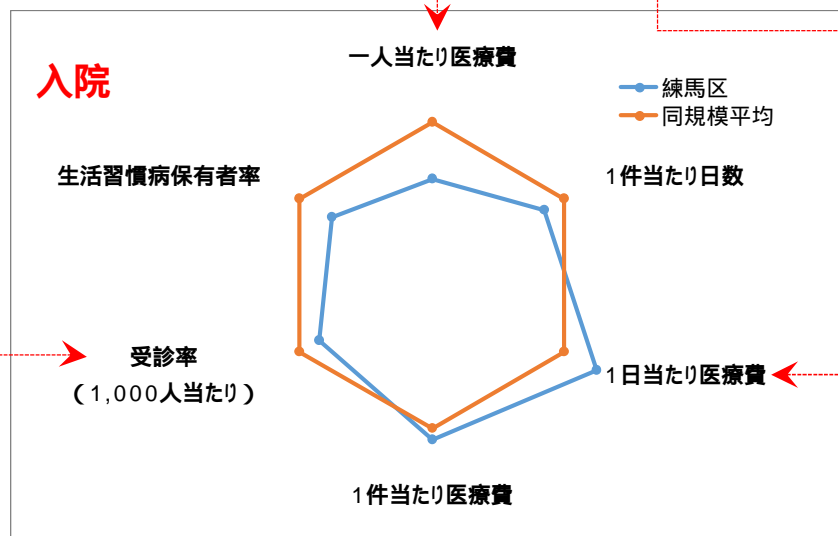 一人当たり医療費
入院
練馬区
同規模平均
生活習慣病保有者率
1件当たり日数
受診率
(1,000人当たり)
1日当たり医療費
1件当たり医療費